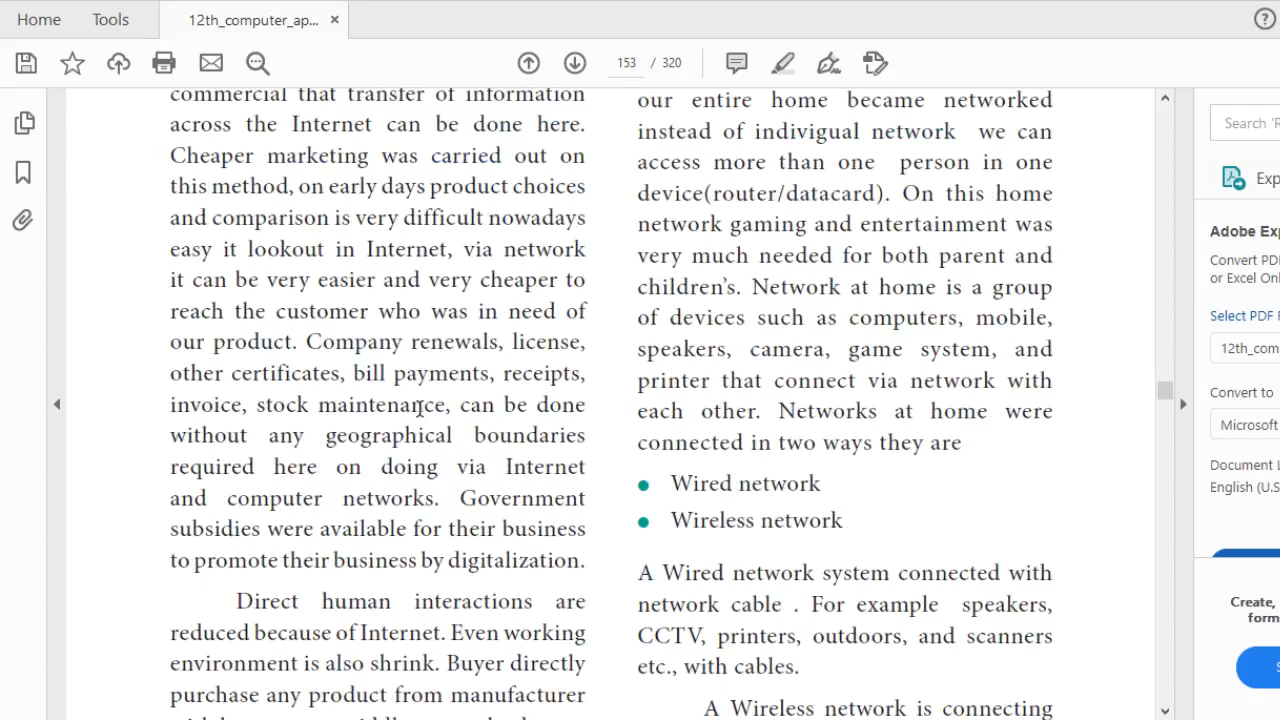 Home
Tools
12th_computer_ap...
153 / 320
commercial that transfer of information
across the Internet can be done here.
Cheaper marketing was carried out on
this method, on early days product choices
and comparison is very difficult nowadays
easy it lookout in Internet, via network
it can be very easier and very cheaper to
reach the customer who was in need of
our product. Company renewals, license,
other certificates, bill payments, receipts,
invoice, stock maintenance, can be done
without any geographical boundaries
required here on doing via Internet
and computer networks. Government
subsidies were available for their business
to promote their business by digitalization.
Direct human interactions are
reduced because of Internet. Even working
environment is also shrink. Buyer directly
purchase any product from manufacturer
our entire home became networked
instead of indivigual network we can
access more than one person in one
device(router/datacard). On this home
network gaming and entertainment was
very much needed for both parent and
children's. Network at home is a group
of devices such as computers, mobile,
speakers, camera, game system, and
printer that connect via network with
each other. Networks at home were
connected in two ways they are
Wired network
Wireless network
A Wired network system connected with
network cable . For example speakers,
CCTV, printers, outdoors, and scanners
etc., with cables.
A Wireless network is connecting
Search 'R
Exp
Adobe Exp
Convert PD
or Excel Onl
Select PDF F
12th_com
Convert to
Microsoft
Document L
English (U.S
Create,
form